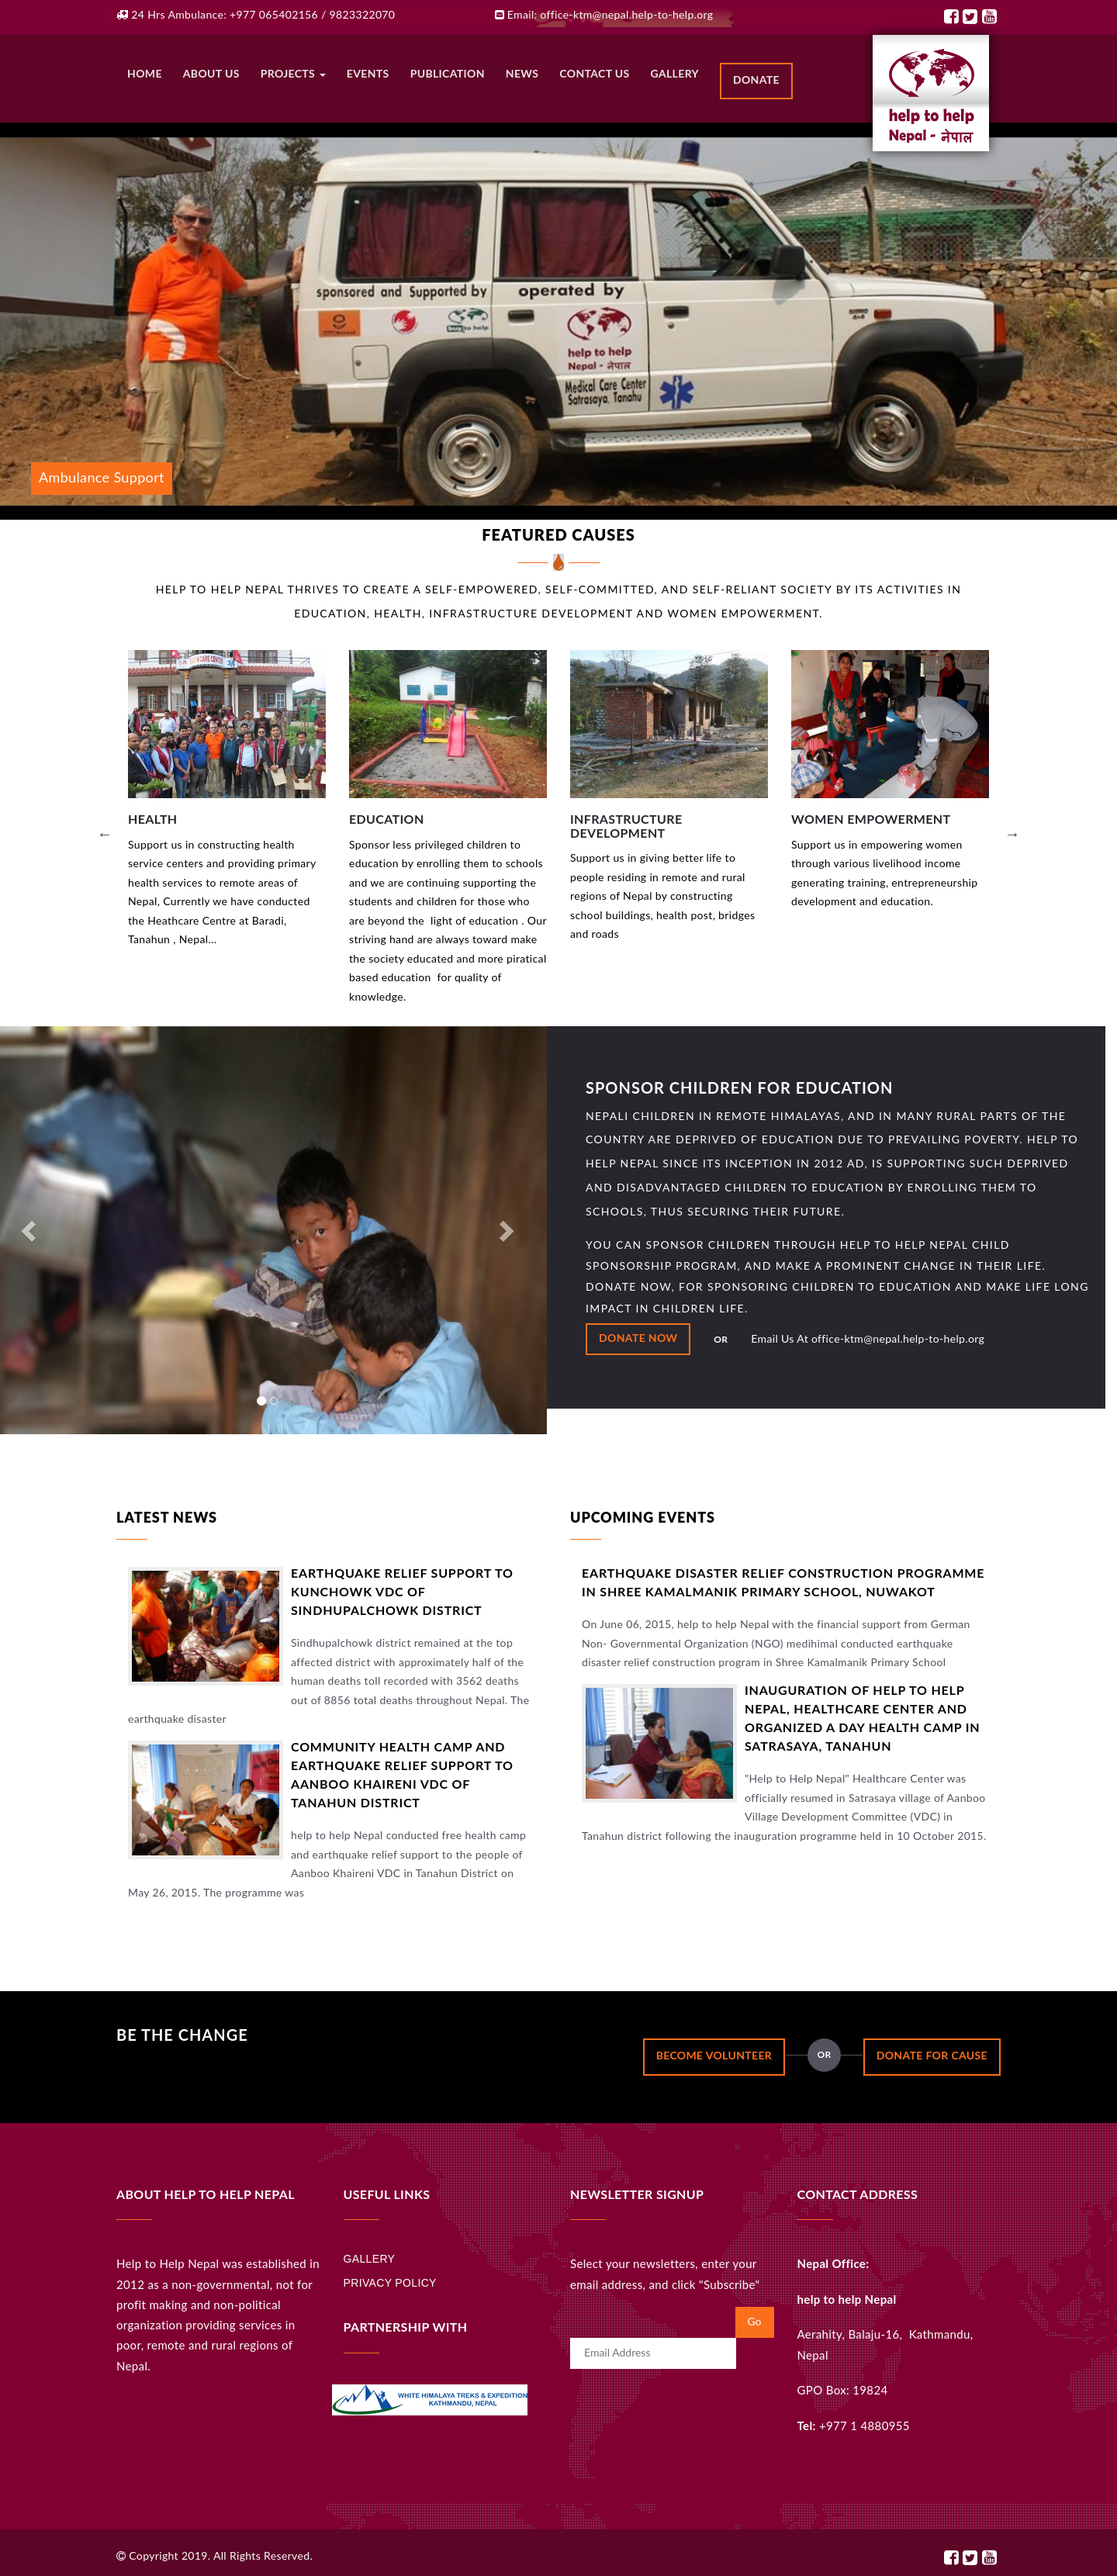 24 Hrs Ambulance: +977 065402156 / 9823322070
Email: office-ktm@nepal.help-to-help.org
HOME
ABOUT US
PROJECTS
EVENTS
PUBLICATION
NEWS
CONTACT US
GALLERY
DONATE
help to help
Nepal - नेपाल
sponsored and Supported by
operated by
help to help
help to help
Nepal - नेपाल
Medical Care Center
Satrasaya, Tanahu
Ambulance Support
FEATURED CAUSES
HELP TO HELP NEPAL THRIVES TO CREATE A SELF-EMPOWERED, SELF-COMMITTED, AND SELF-RELIANT SOCIETY BY ITS ACTIVITIES IN
EDUCATION, HEALTH, INFRASTRUCTURE DEVELOPMENT AND WOMEN EMPOWERMENT.
←
HEALTH
Support us in constructing health
service centers and providing primary
health services to remote areas of
Nepal, Currently we have conducted
the Heathcare Centre at Baradi,
Tanahun , Nepal...
EDUCATION
Sponsor less privileged children to
education by enrolling them to schools
and we are continuing supporting the
students and children for those who
are beyond the light of education . Our
striving hand are always toward make
the society educated and more piratical
based education for quality of
knowledge.
INFRASTRUCTURE
DEVELOPMENT
Support us in giving better life to
people residing in remote and rural
regions of Nepal by constructing
school buildings, health post, bridges
and roads
WOMEN EMPOWERMENT
Support us in empowering women
through various livelihood income
generating training, entrepreneurship
development and education.
→
SPONSOR CHILDREN FOR EDUCATION
NEPALI CHILDREN IN REMOTE HIMALAYAS, AND IN MANY RURAL PARTS OF THE
COUNTRY ARE DEPRIVED OF EDUCATION DUE TO PREVAILING POVERTY. HELP TO
HELP NEPAL SINCE ITS INCEPTION IN 2012 AD, IS SUPPORTING SUCH DEPRIVED
AND DISADVANTAGED CHILDREN TO EDUCATION BY ENROLLING THEM TO
SCHOOLS, THUS SECURING THEIR FUTURE.
YOU CAN SPONSOR CHILDREN THROUGH HELP TO HELP NEPAL CHILD
SPONSORSHIP PROGRAM, AND MAKE A PROMINENT CHANGE IN THEIR LIFE.
DONATE NOW, FOR SPONSORING CHILDREN TO EDUCATION AND MAKE LIFE LONG
IMPACT IN CHILDREN LIFE.
DONATE NOW
OR
Email Us At office-ktm@nepal.help-to-help.org
LATEST NEWS
EARTHQUAKE RELIEF SUPPORT TO
KUNCHOWK VDC OF
SINDHUPALCHOWK DISTRICT
Sindhupalchowk district remained at the top
affected district with approximately half of the
human deaths toll recorded with 3562 deaths
out of 8856 total deaths throughout Nepal. The
earthquake disaster
COMMUNITY HEALTH CAMP AND
EARTHQUAKE RELIEF SUPPORT TO
AANBOO KHAIRENI VDC OF
TANAHUN DISTRICT
help to help Nepal conducted free health camp
and earthquake relief support to the people of
Aanboo Khaireni VDC in Tanahun District on
May 26, 2015. The programme was
UPCOMING EVENTS
EARTHQUAKE DISASTER RELIEF CONSTRUCTION PROGRAMME
IN SHREE KAMALMANIK PRIMARY SCHOOL, NUWAKOT
On June 06, 2015, help to help Nepal with the financial support from German
Non- Governmental Organization (NGO) medihimal conducted earthquake
disaster relief construction program in Shree Kamalmanik Primary School
INAUGURATION OF HELP TO HELP
NEPAL, HEALTHCARE CENTER AND
ORGANIZED A DAY HEALTH CAMP IN
SATRASAYA, TANAHUN
"Help to Help Nepal" Healthcare Center was
officially resumed in Satrasaya village of Aanboo
Village Development Committee (VDC) in
Tanahun district following the inauguration programme held in 10 October 2015.
BE THE CHANGE
BECOME VOLUNTEER
OR
DONATE FOR CAUSE
ABOUT HELP TO HELP NEPAL
Help to Help Nepal was established in
2012 as a non-governmental, not for
profit making and non-political
organization providing services in
poor, remote and rural regions of
Nepal.
USEFUL LINKS
GALLERY
PRIVACY POLICY
PARTNERSHIP WITH
WHITE HIMALAYA TREKS & EXPEDITION
KATHMANDU, NEPAL
NEWSLETTER SIGNUP
Select your newsletters, enter your
email address, and click "Subscribe"
Go
Email Address
CONTACT ADDRESS
Nepal Office:
help to help Nepal
Aerahity, Balaju-16, Kathmandu,
Nepal
GPO Box: 19824
Tel: +977 1 4880955
© Copyright 2019. All Rights Reserved.